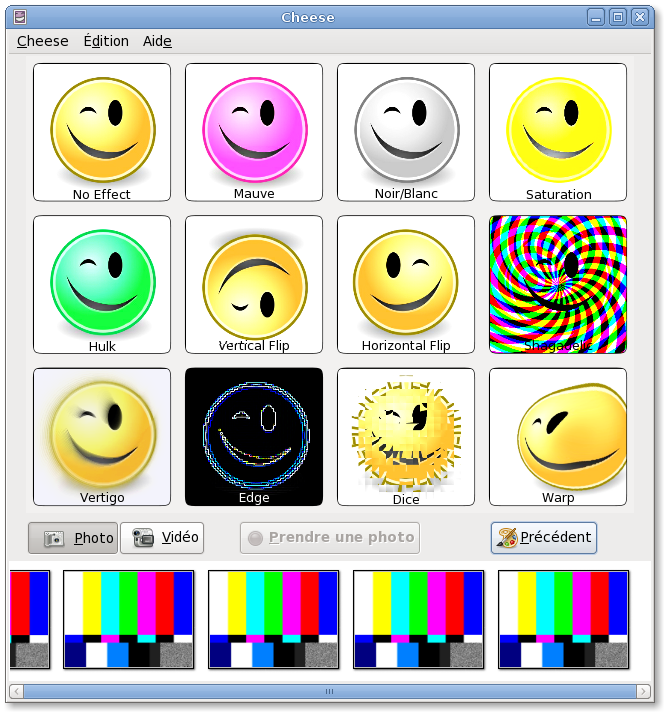 Cheese
Cheese Édition Aide
No Effect Mauve Noir/Blanc Saturation
Hulk Vertical Flip Horizontal Flip Shagadelic
Vertigo Edge Dice Warp
Photo Vidéo Prendre une photo Précédent